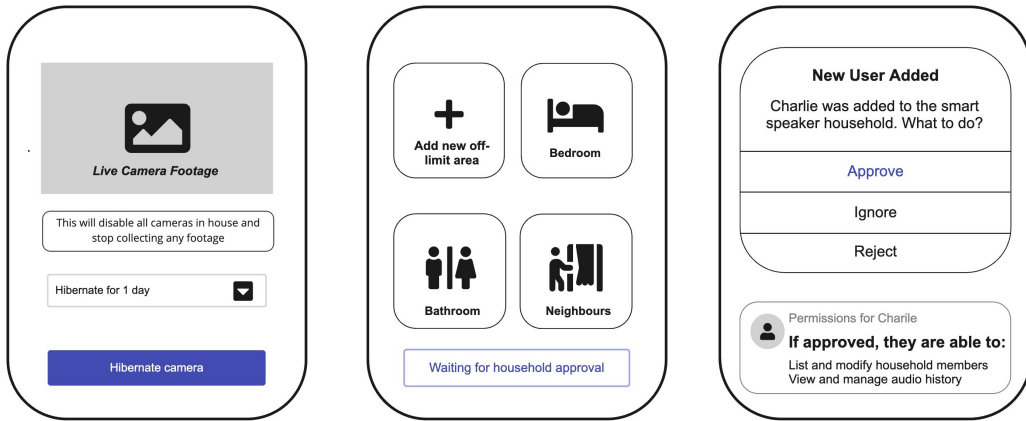 Live Camera Footage
This will disable all cameras in house and
stop collecting any footage
Hibernate for 1 day
Hibernate camera
Add new off-
limit area
Bedroom
Bathroom
Neighbours
Waiting for household approval
New User Added
Charlie was added to the smart
speaker household. What to do?
Approve
Ignore
Reject
Permissions for Charile
If approved, they are able to:
List and modify household members
View and manage audio history